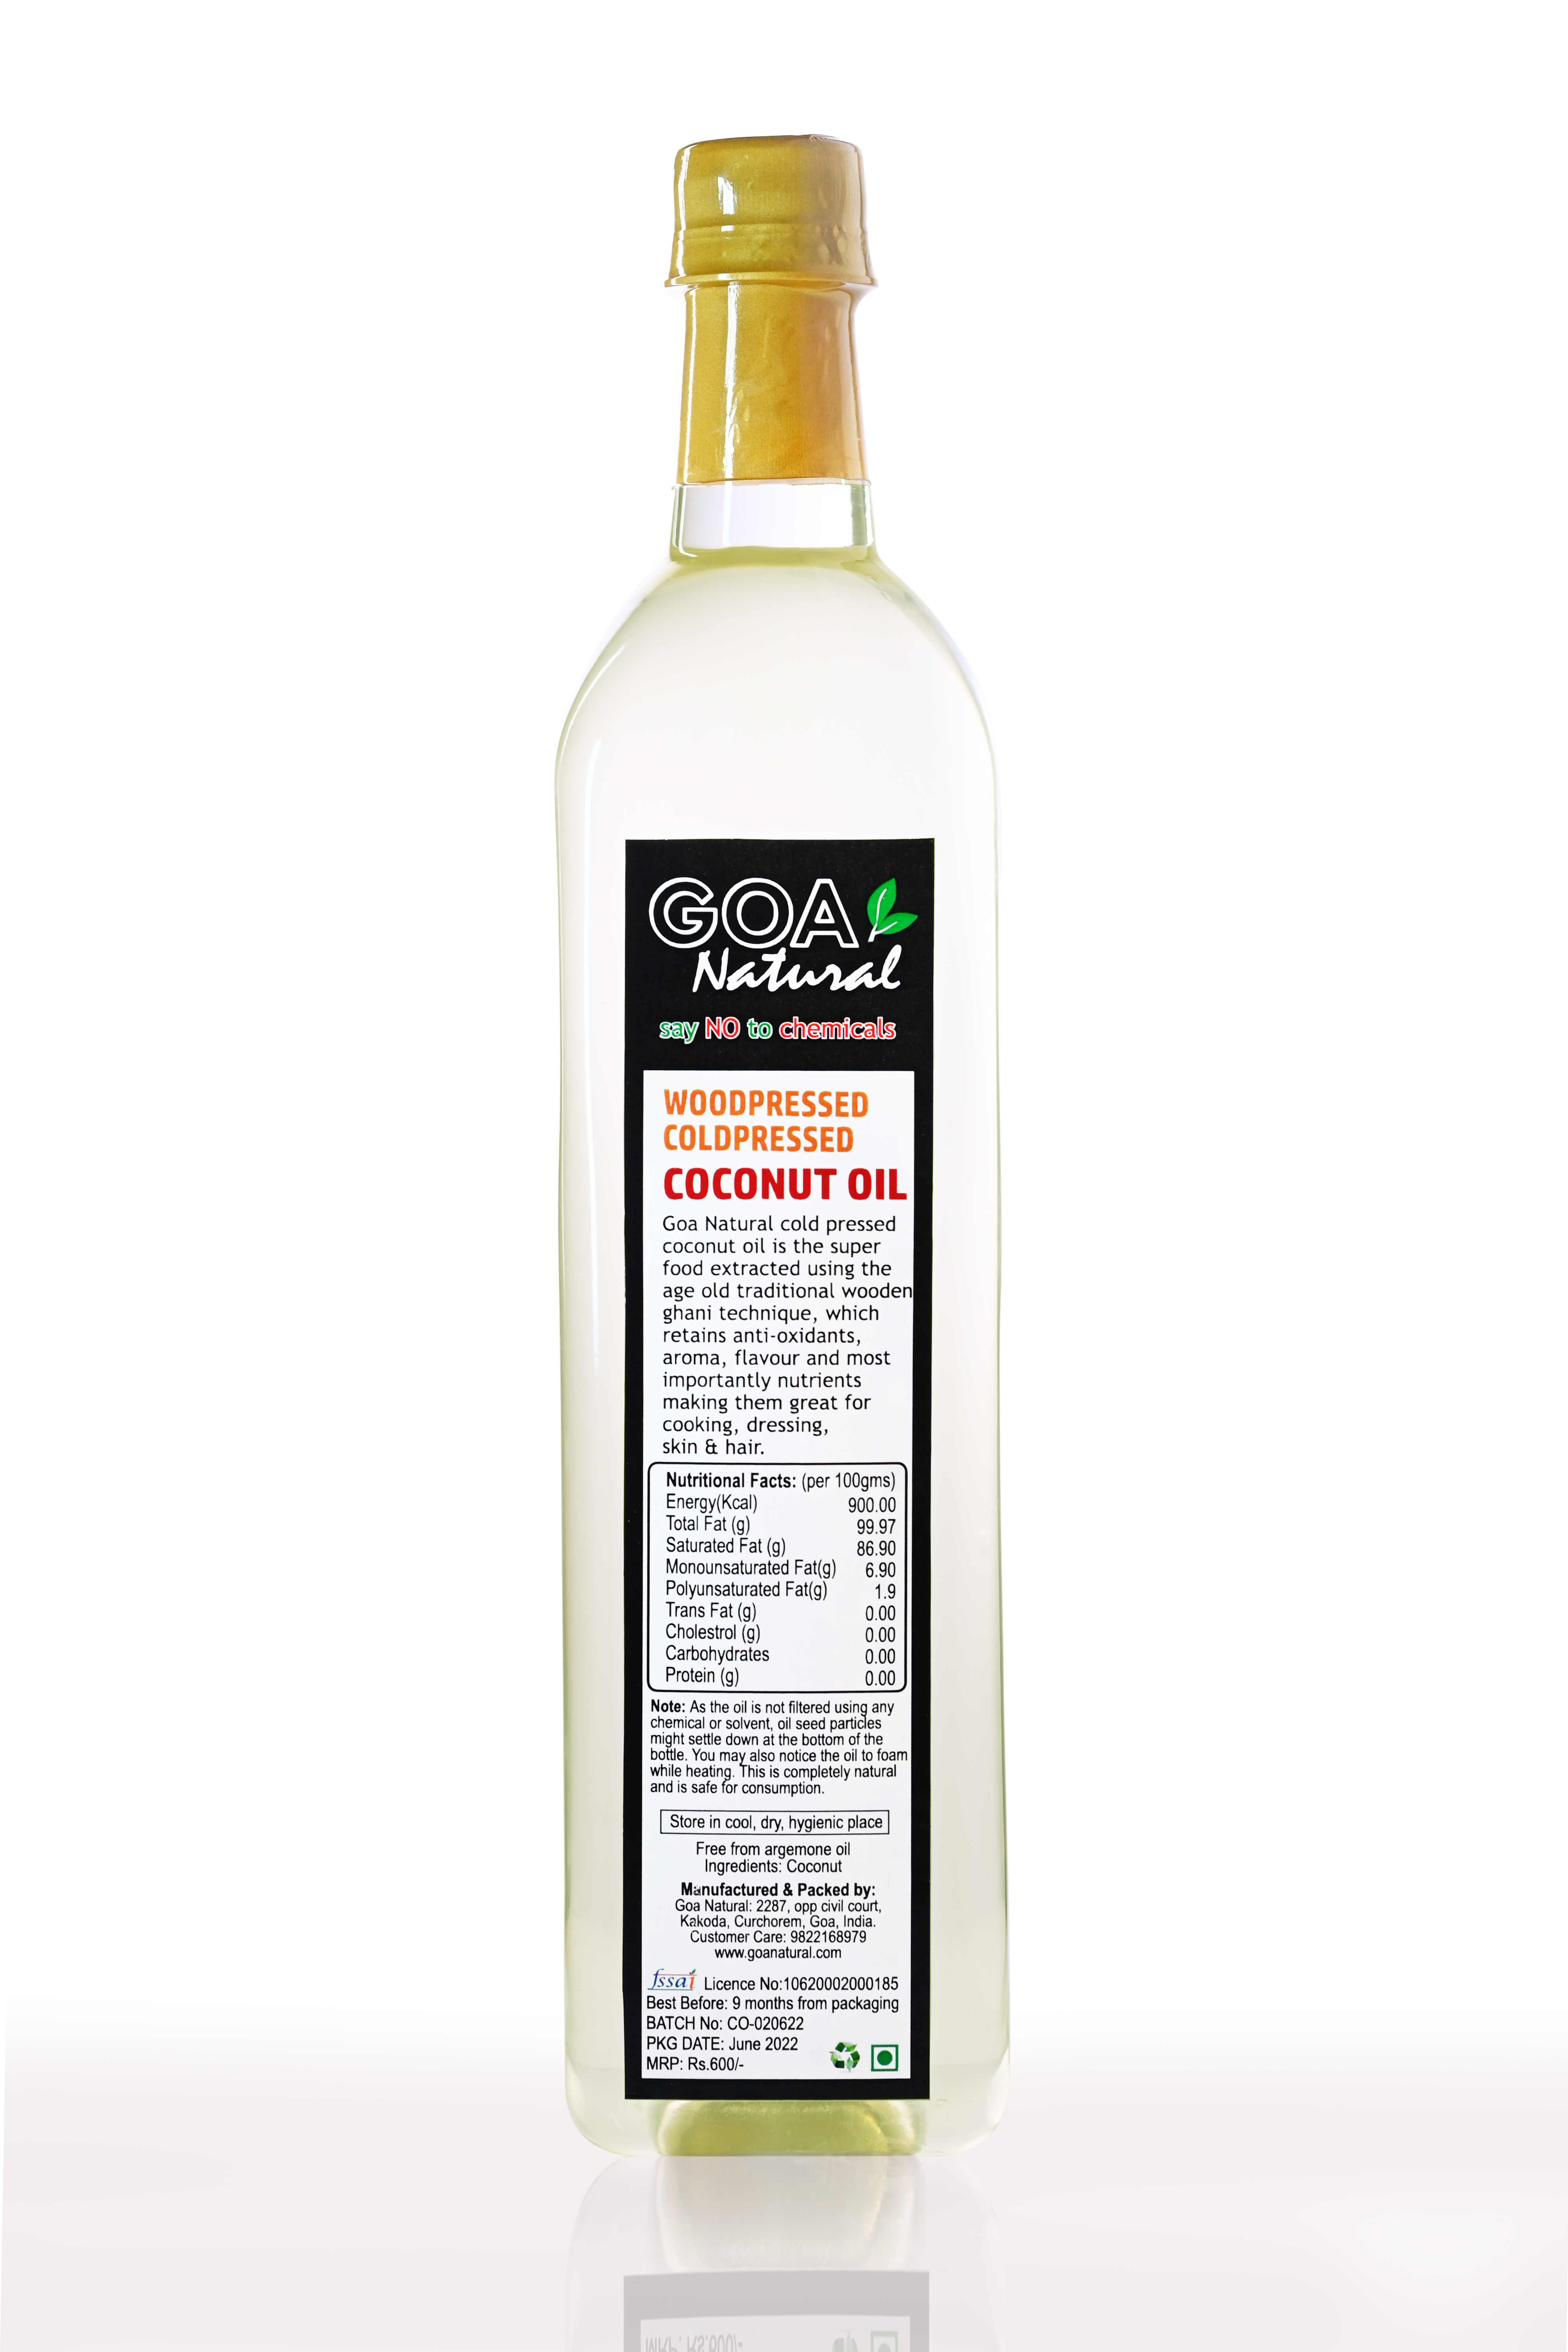 GOA
Natural
say NO to chemicals
WOODPRESSED
COLDPRESSED
COCONUT OIL
Goa Natural cold pressed
coconut oil is the super
food extracted using the
age old traditional wooden
ghani technique, which
retains anti-oxidants,
aroma, flavour and most
importantly nutrients
making them great for
cooking, dressing,
skin & hair.
Nutritional Facts: (per 100gms)
Energy(Kcal) 900.00
Total Fat (g) 99.97
Saturated Fat (g) 86.90
Monounsaturated Fat(g) 6.90
Polyunsaturated Fat(g) 1.9
Trans Fat (g) 0.00
Cholestrol (g) 0.00
Carbohydrates 0.00
Protein (g) 0.00
Note: As the oil is not filtered using any
chemical or solvent, oil seed particles
might settle down at the bottom of the
bottle. You may also notice the oil to foam
while heating. This is completely natural
and is safe for consumption.
Store in cool, dry, hygienic place
Free from argemone oil
Ingredients: Coconut
Manufactured & Packed by:
Goa Natural: 2287, opp civil court,
Kakoda, Curchorem, Goa, India.
Customer Care: 9822168979
www.goanatural.com
fssai Licence No:10620002000185
Best Before: 9 months from packaging
BATCH No: CO-020622
PKG DATE: June 2022
MRP: Rs.600/-